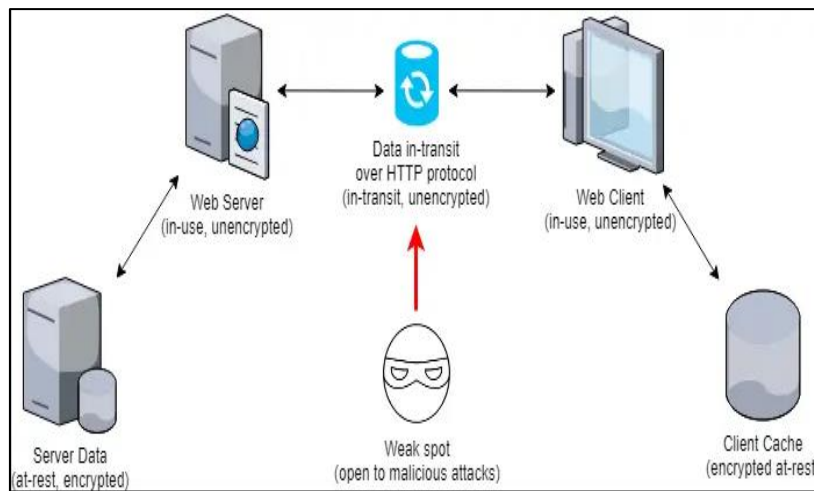 Data in-transit
over HTTP protocol
(in-transit, unencrypted)
Web Server
(in-use, unencrypted)
Web Client
(in-use, unencrypted)
Server Data
(at-rest, encrypted)
Weak spot
(open to malicious attacks)
Client Cache
(encrypted at-rest